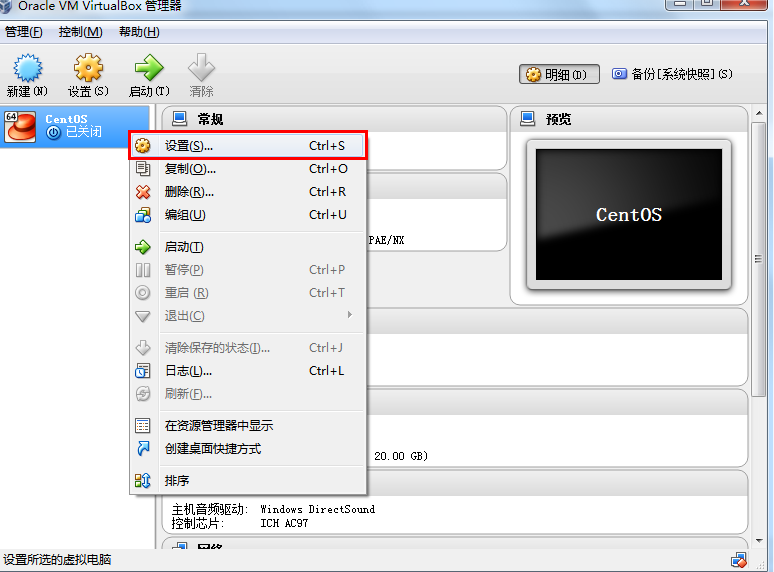 Oracle VM VirtualBox 管理器
管理(F) 控制(M) 帮助(H)
新建(N) 设置(S) 启动(T) 清除
明细(D) 备份[系统快照](S)
64
CentOS
已关闭
常规
预览
设置(S)... Ctrl+S
复制(O)... Ctrl+O
删除(R)... Ctrl+R
编组(U) Ctrl+U
PAE/NX
启动(T)
暂停(P) Ctrl+P
重启 (R) Ctrl+T
退出(C)
清除保存的状态(J)... Ctrl+J
日志(L)... Ctrl+L
刷新(F)...
在资源管理器中显示
创建桌面快捷方式
排序
CentOS
20.00 GB)
主机音频驱动: Windows DirectSound
控制芯片: ICH AC97
网络
设置所选的虚拟电脑